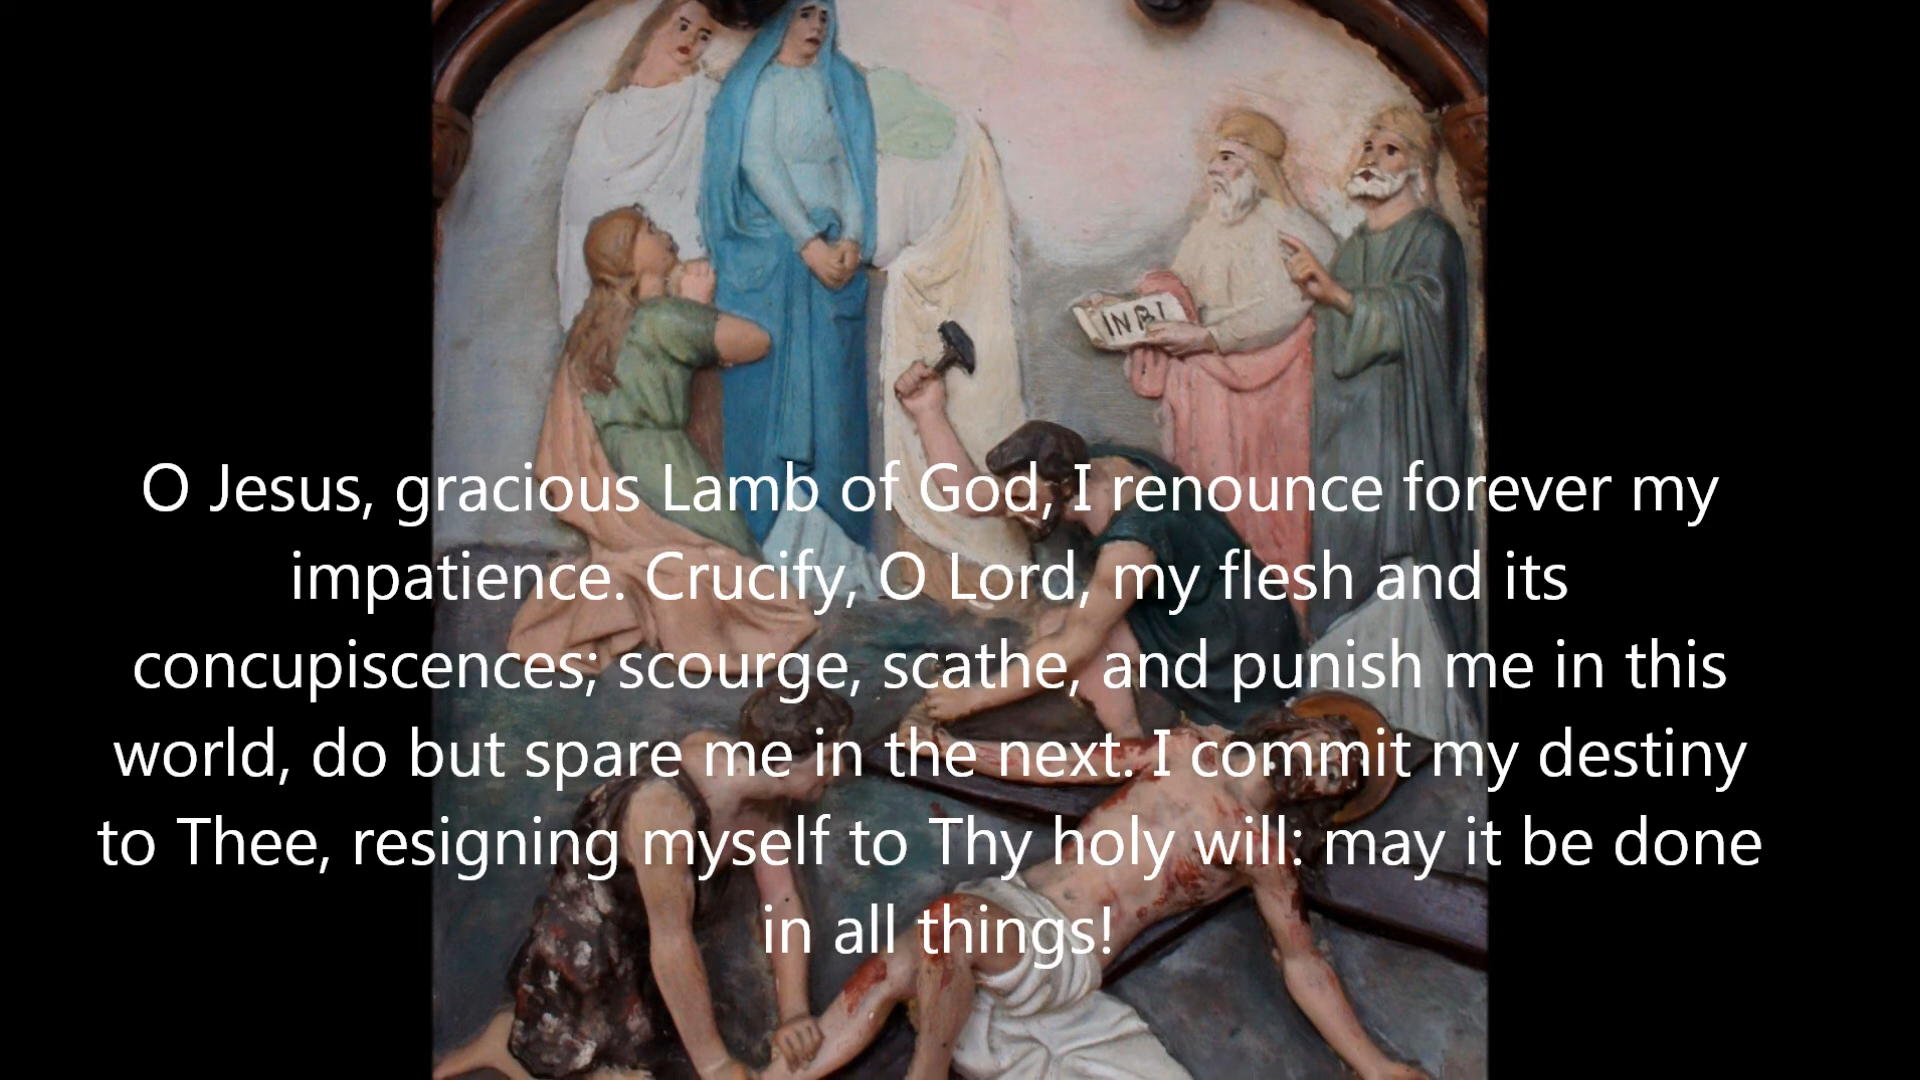 INRI
O Jesus, gracious Lamb of God, I renounce forever my
impatience. Crucify, O Lord, my flesh and its
concupiscences; scourge, scathe, and punish me in this
world, do but spare me in the next. I commit my destiny
to Thee, resigning myself to Thy holy will: may it be done
in all things!